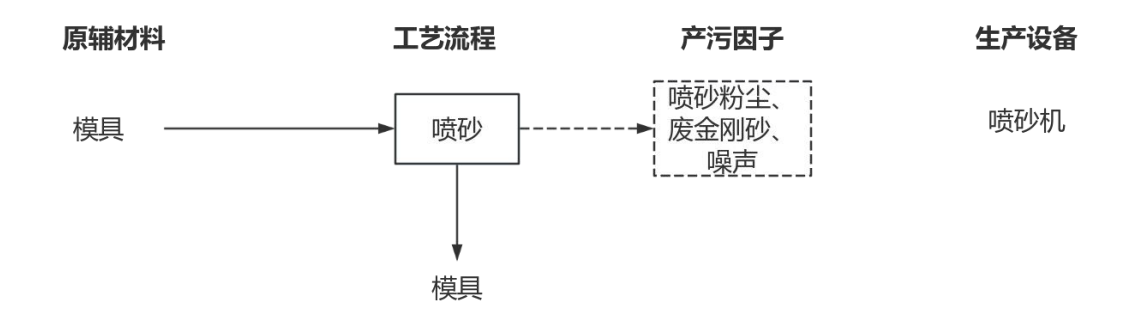 原辅材料 工艺流程 产污因子 生产设备
模具
喷砂
喷砂粉尘、
废金刚砂、
噪声
喷砂机
模具